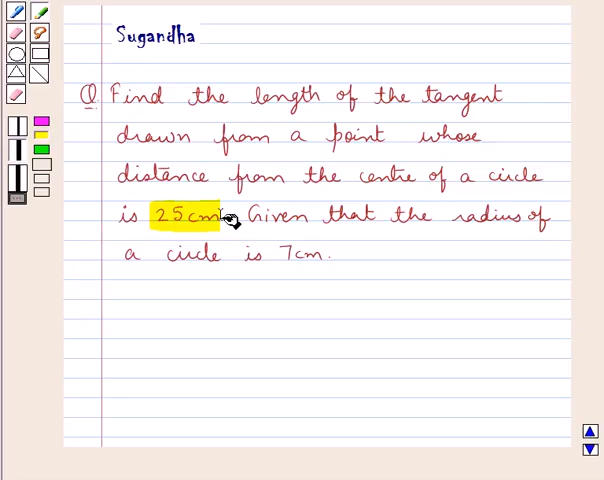 Sugandha
Q. Find the length of the tangent
drawn from a point whose
distance from the centre of a circle
is 25cm. Given that the radius of
a circle is 7cm.